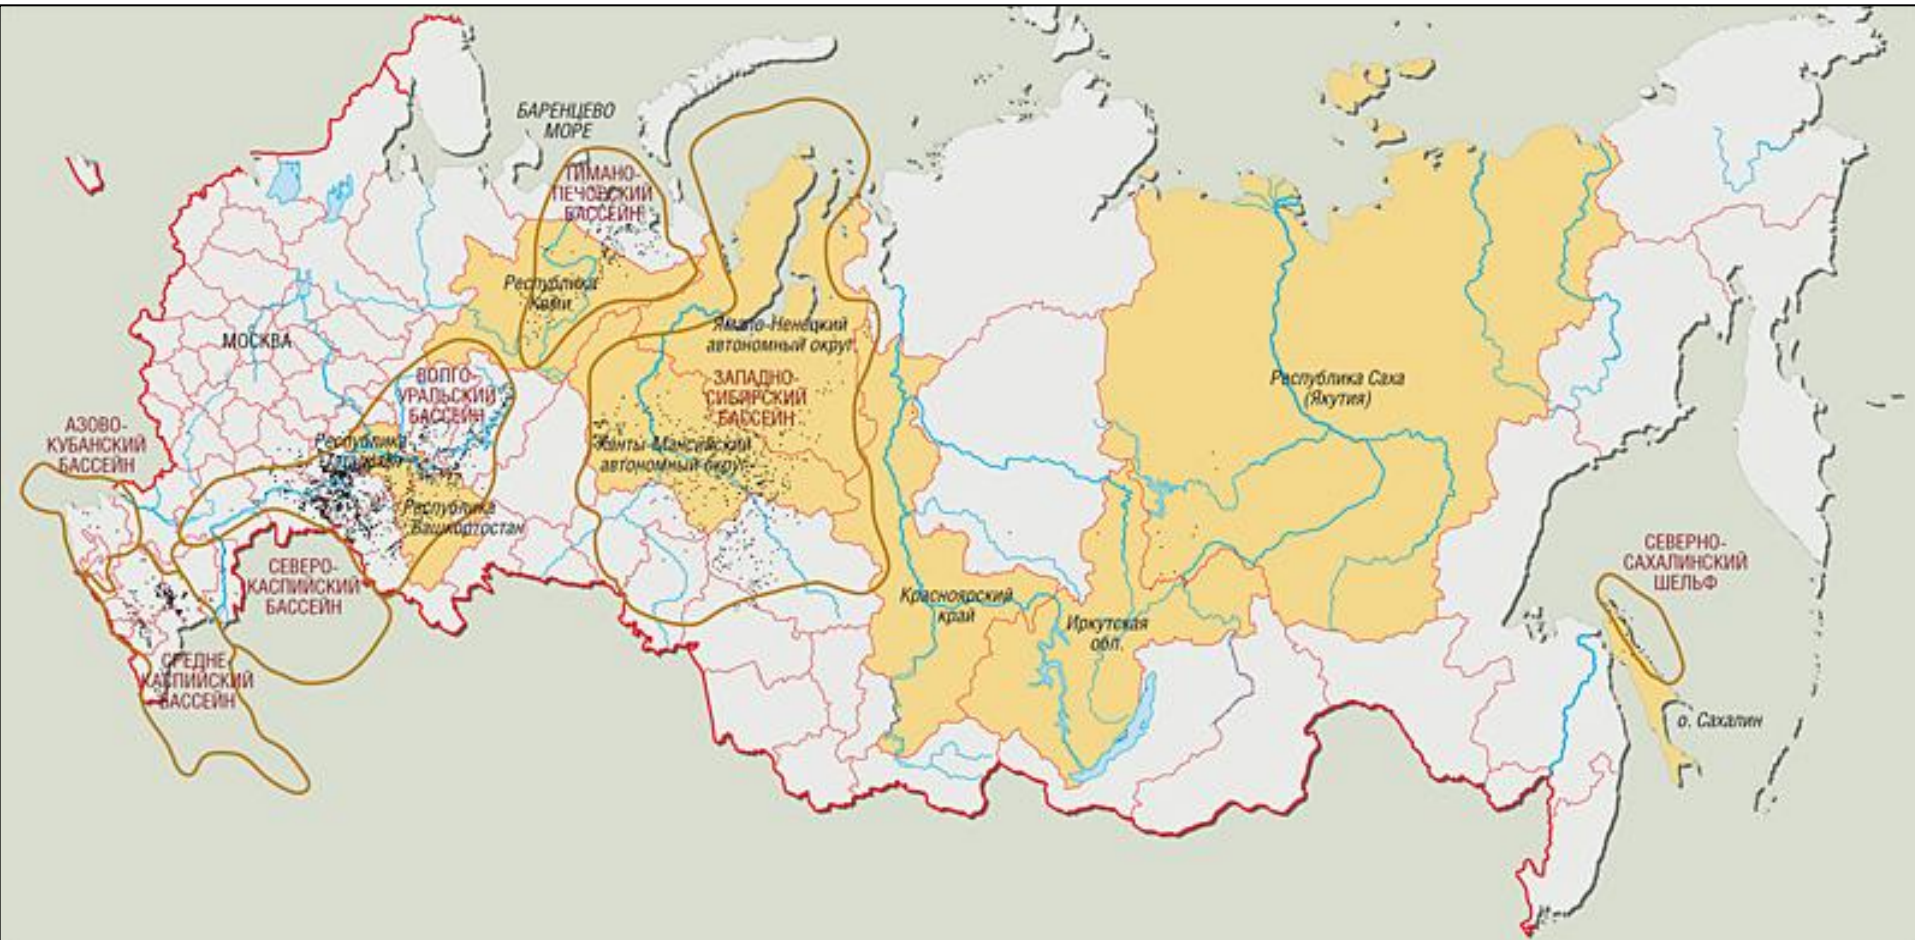 БАРЕНЦЕВО
МОРЕ
ТИМАНО-
ПЕЧОРСКИЙ
БАССЕЙН
Республика
Коми
МОСКВА
Ямало-Ненецкий
автономный округ
ВОЛГО-
УРАЛЬСКИЙ
БАССЕЙН
ЗАПАДНО-
СИБИРСКИЙ
БАССЕЙН
Республика Саха
(Якутия)
АЗОВО-
КУБАНСКИЙ
БАССЕЙН
Республика
Ханты-Мансийский
автономный округ
Республика
Башкортостан
СЕВЕРО-
КАСПИЙСКИЙ
БАССЕЙН
СЕВЕРНО-
САХАЛИНСКИЙ
ШЕЛЬФ
Красноярский
край
Иркутская
обл.
СРЕДНЕ-
КАСПИЙСКИЙ
БАССЕЙН
о. Сахалин